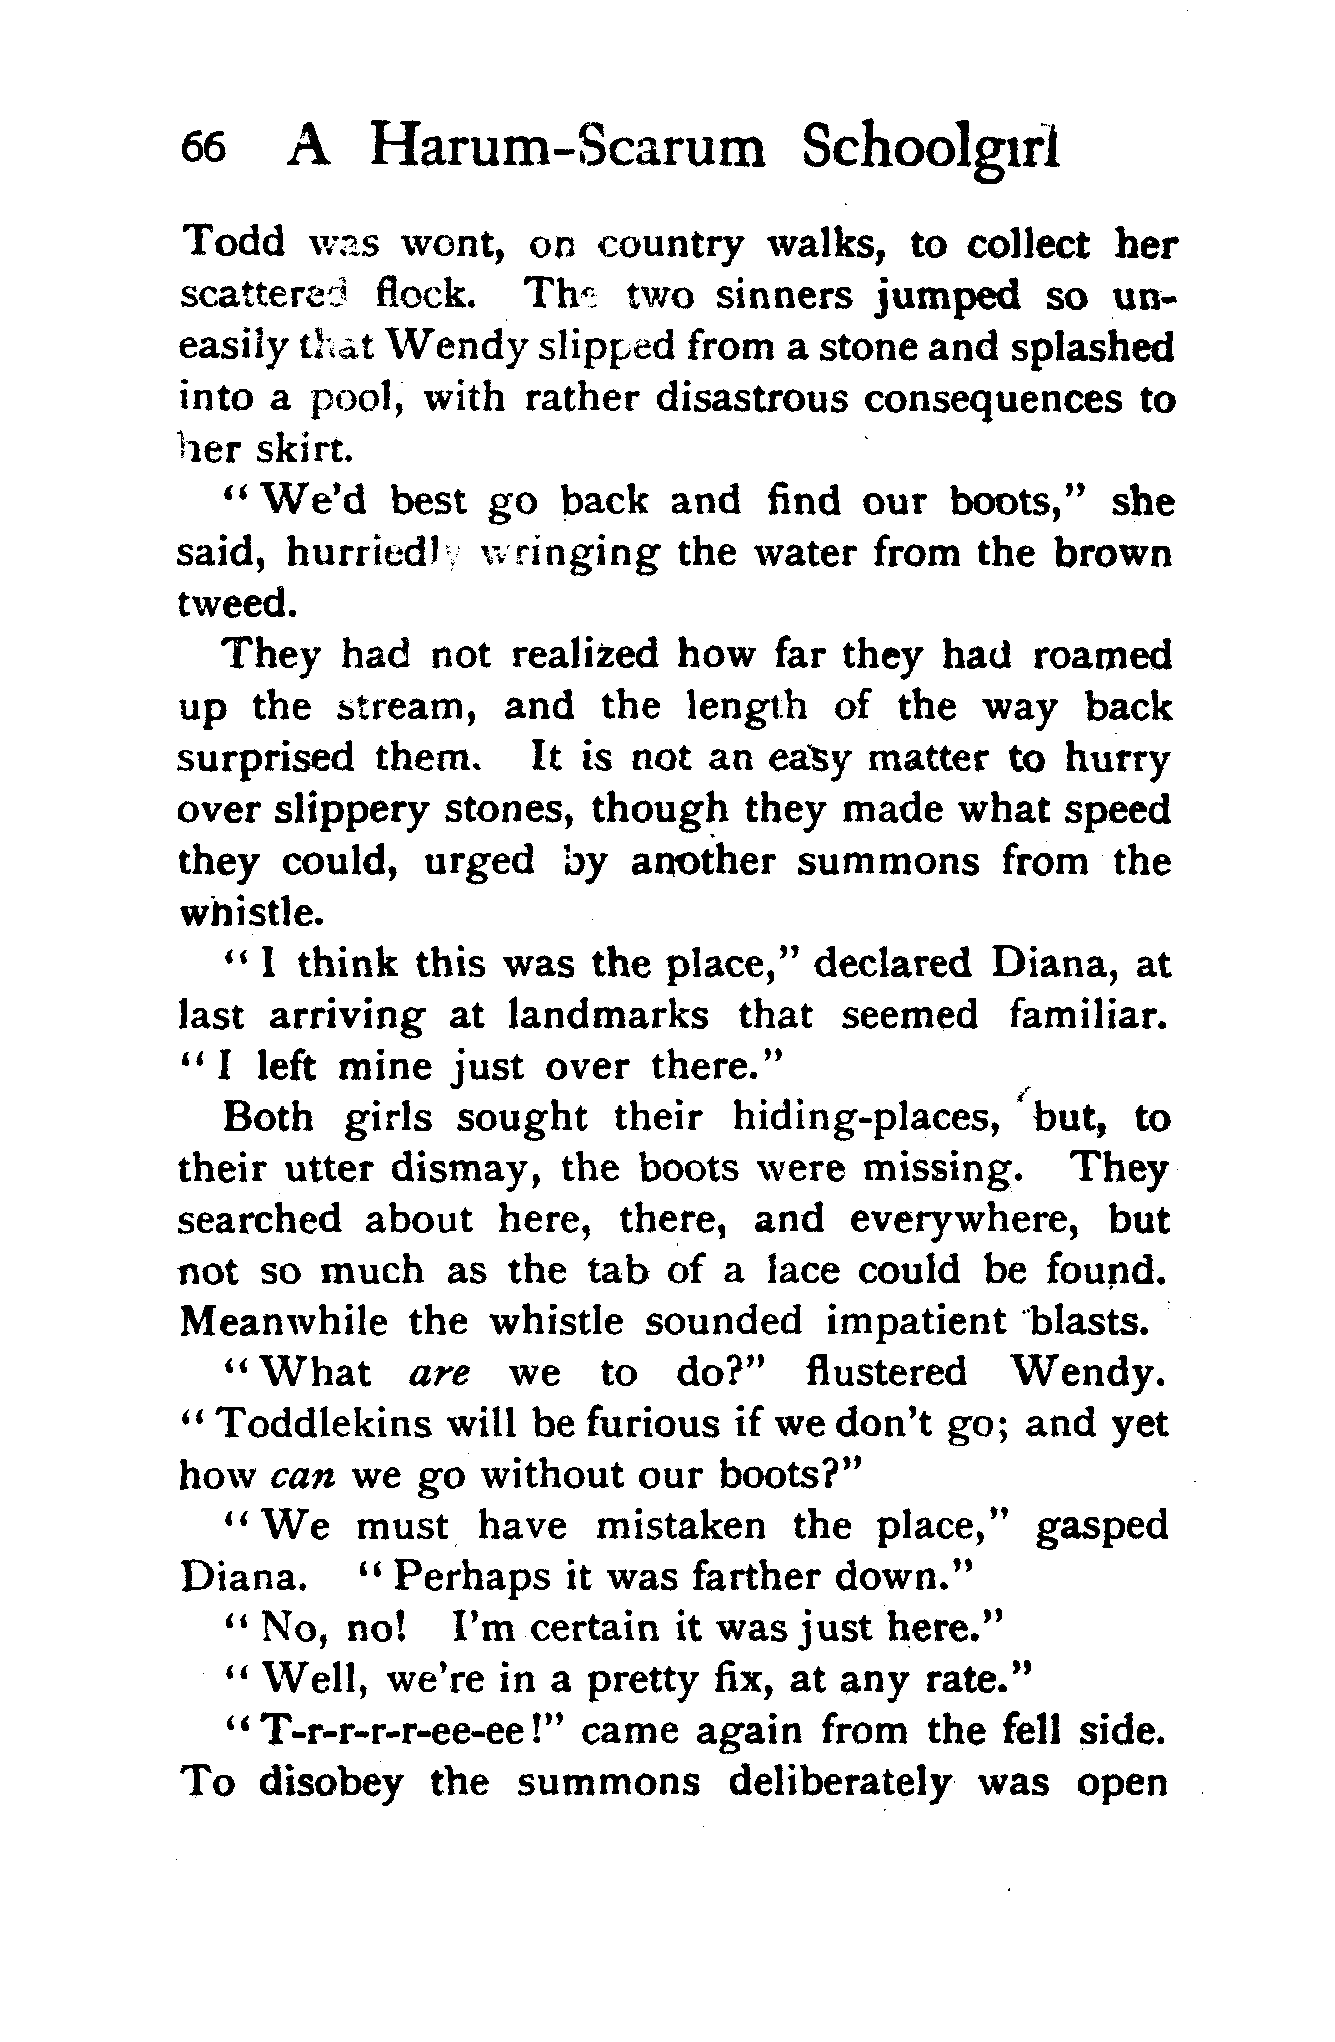 66 A Harum-Scarum Schoolgirl
Todd was wont, on country walks, to collect her
scattered flock. The two sinners jumped so un-
easily that Wendy slipped from a stone and splashed
into a pool, with rather disastrous consequences to
her skirt.
“We’d best go back and find our boots,” she
said, hurriedly wringing the water from the brown
tweed.
They had not realized how far they had roamed
up the stream, and the length of the way back
surprised them. It is not an easy matter to hurry
over slippery stones, though they made what speed
they could, urged by another summons from the
whistle.
“I think this was the place,” declared Diana, at
last arriving at landmarks that seemed familiar.
“I left mine just over there.”
Both girls sought their hiding-places, but, to
their utter dismay, the boots were missing. They
searched about here, there, and everywhere, but
not so much as the tab of a lace could be found.
Meanwhile the whistle sounded impatient blasts.
“What are we to do?” flustered Wendy.
“Toddlekins will be furious if we don’t go; and yet
how can we go without our boots?”
“We must have mistaken the place,” gasped
Diana. “Perhaps it was farther down.”
“No, no! I’m certain it was just here.”
“Well, we’re in a pretty fix, at any rate.”
“T-r-r-r-r-ee-ee!” came again from the fell side.
To disobey the summons deliberately was open